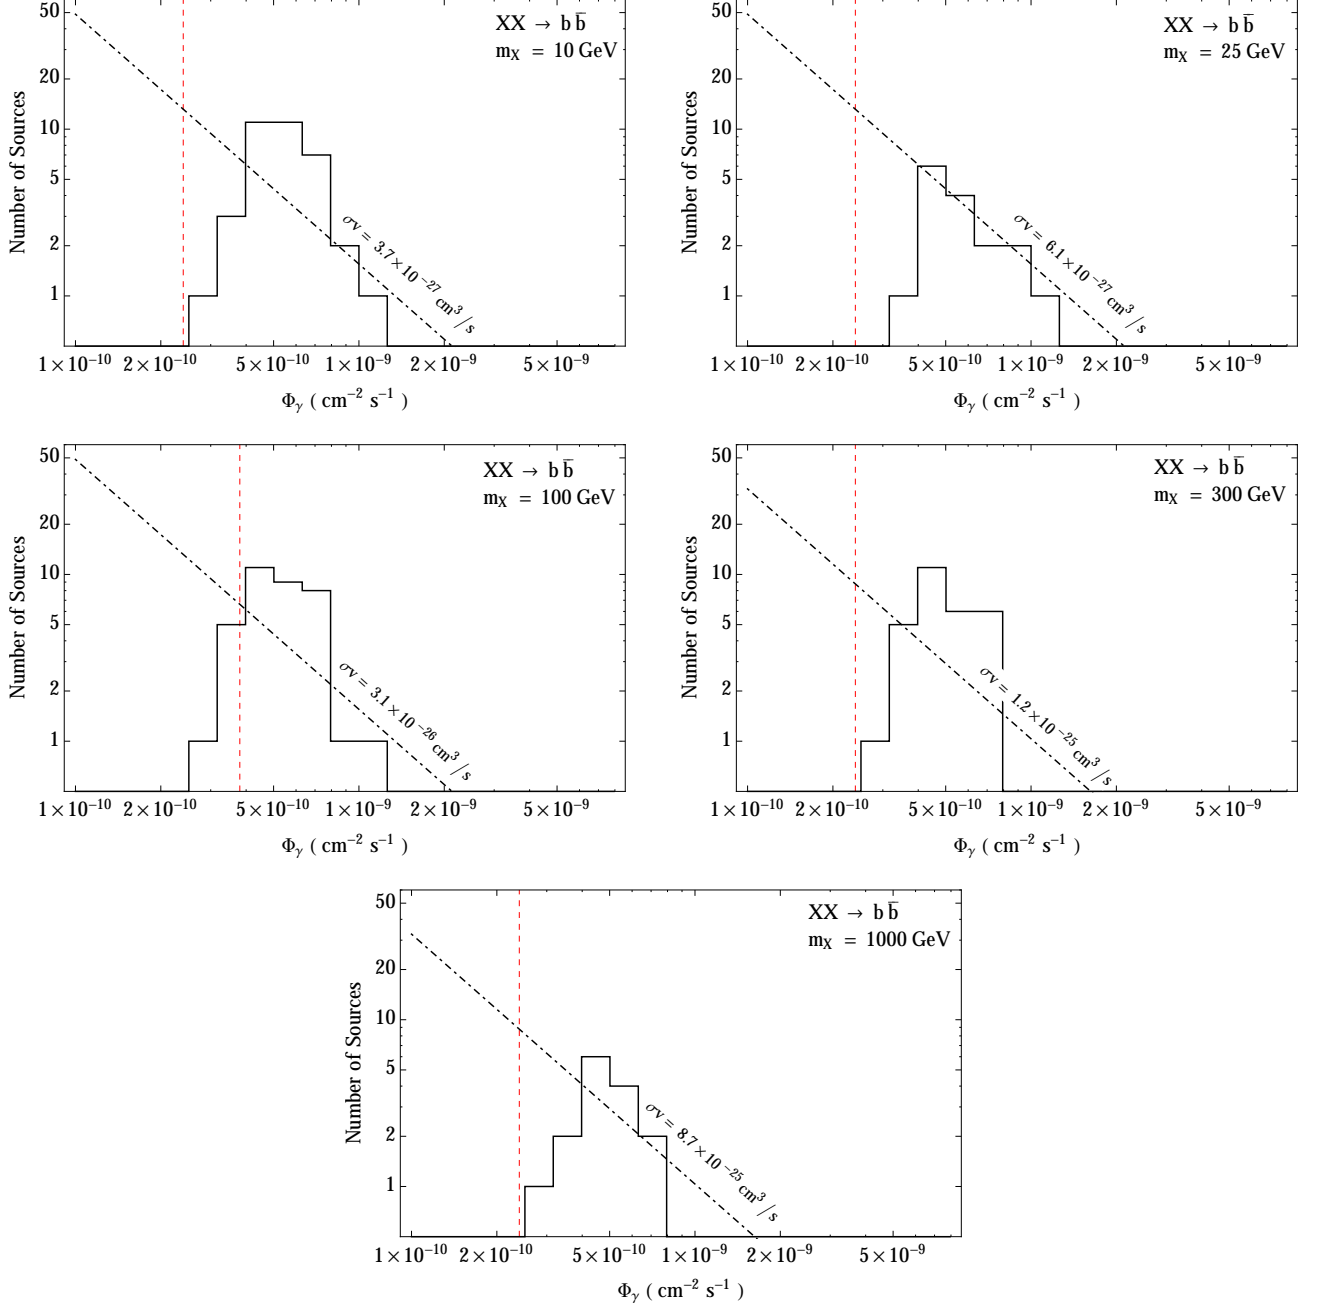 XX → b b̄
m_X = 10 GeV
50
20
10
5
2
1
Number of Sources
σv = 3.7×10⁻²⁷ cm³/s
1×10⁻¹⁰ 2×10⁻¹⁰ 5×10⁻¹⁰ 1×10⁻⁹ 2×10⁻⁹ 5×10⁻⁹
Φ_γ ( cm⁻² s⁻¹ )
XX → b b̄
m_X = 25 GeV
50
20
10
5
2
1
Number of Sources
σv = 6.1×10⁻²⁷ cm³/s
1×10⁻¹⁰ 2×10⁻¹⁰ 5×10⁻¹⁰ 1×10⁻⁹ 2×10⁻⁹ 5×10⁻⁹
Φ_γ ( cm⁻² s⁻¹ )
XX → b b̄
m_X = 100 GeV
50
20
10
5
2
1
Number of Sources
σv = 3.1×10⁻²⁶ cm³/s
1×10⁻¹⁰ 2×10⁻¹⁰ 5×10⁻¹⁰ 1×10⁻⁹ 2×10⁻⁹ 5×10⁻⁹
Φ_γ ( cm⁻² s⁻¹ )
XX → b b̄
m_X = 300 GeV
50
20
10
5
2
1
Number of Sources
σv = 1.2×10⁻²⁵ cm³/s
1×10⁻¹⁰ 2×10⁻¹⁰ 5×10⁻¹⁰ 1×10⁻⁹ 2×10⁻⁹ 5×10⁻⁹
Φ_γ ( cm⁻² s⁻¹ )
XX → b b̄
m_X = 1000 GeV
50
20
10
5
2
1
Number of Sources
σv = 8.7×10⁻²⁵ cm³/s
1×10⁻¹⁰ 2×10⁻¹⁰ 5×10⁻¹⁰ 1×10⁻⁹ 2×10⁻⁹ 5×10⁻⁹
Φ_γ ( cm⁻² s⁻¹ )